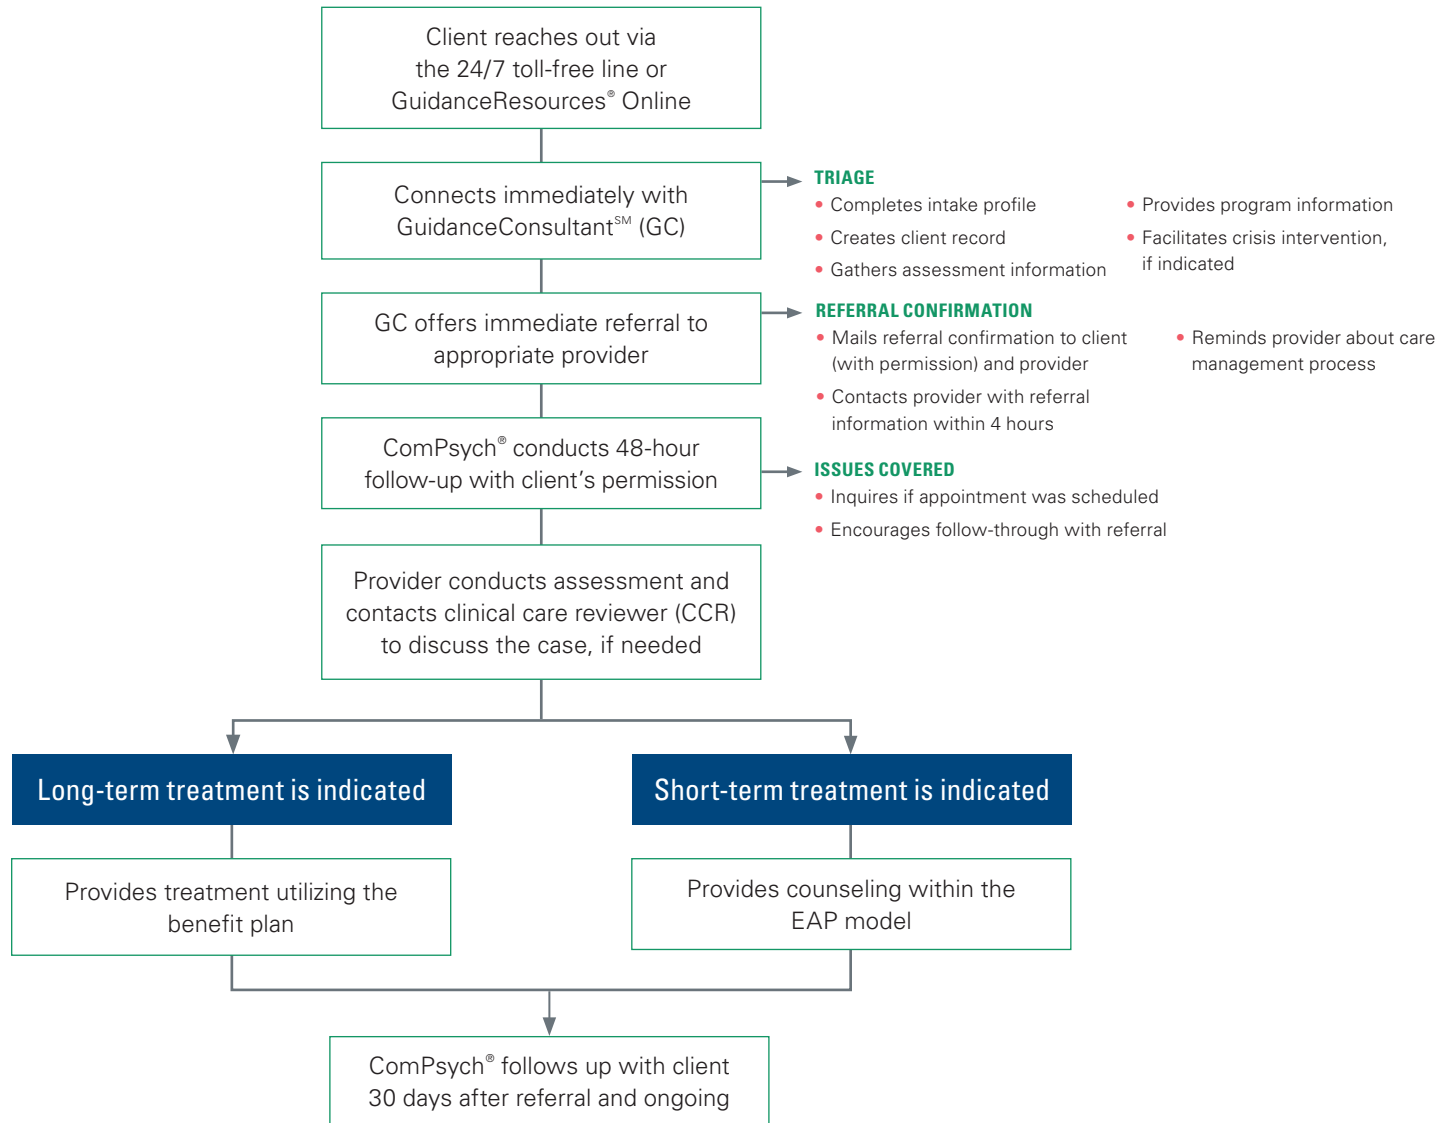 Client reaches out via
the 24/7 toll-free line or
GuidanceResources® Online
Connects immediately with
GuidanceConsultant℠ (GC)
TRIAGE
• Completes intake profile
• Creates client record
• Gathers assessment information
• Provides program information
• Facilitates crisis intervention,
if indicated
GC offers immediate referral to
appropriate provider
REFERRAL CONFIRMATION
• Mails referral confirmation to client
(with permission) and provider
• Contacts provider with referral
information within 4 hours
• Reminds provider about care
management process
ComPsych® conducts 48-hour
follow-up with client’s permission
ISSUES COVERED
• Inquires if appointment was scheduled
• Encourages follow-through with referral
Provider conducts assessment and
contacts clinical care reviewer (CCR)
to discuss the case, if needed
Long-term treatment is indicated
Short-term treatment is indicated
Provides treatment utilizing the
benefit plan
Provides counseling within the
EAP model
ComPsych® follows up with client
30 days after referral and ongoing